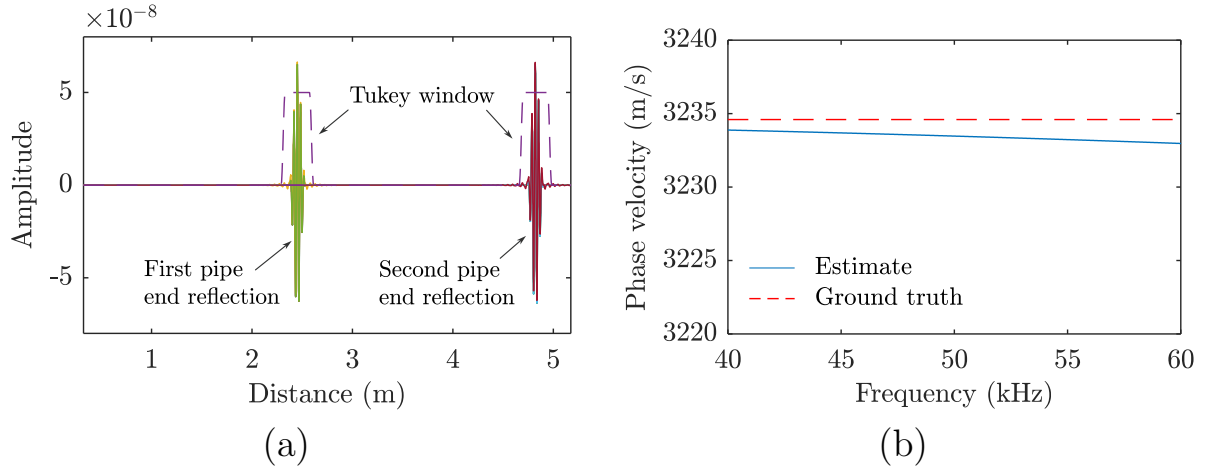 ×10⁻⁸
5
0
-5
Amplitude
Tukey window
First pipe
end reflection
Second pipe
end reflection
1 2 3 4 5
Distance (m)
(a)
3240
3235
3230
3225
3220
Phase velocity (m/s)
Estimate
Ground truth
40 45 50 55 60
Frequency (kHz)
(b)